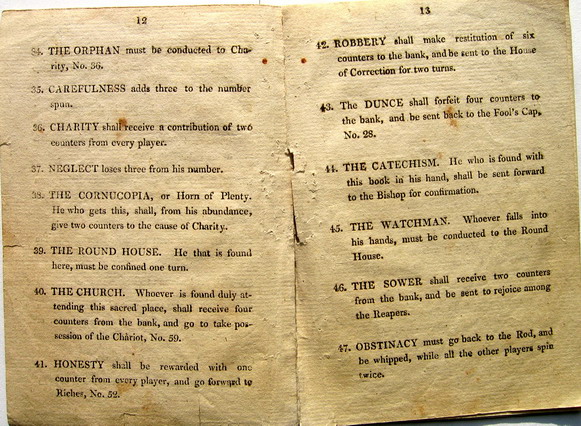 12
34. THE ORPHAN must be conducted to Cha-
rity, No. 36.
35. CAREFULNESS adds three to the number
spun.
36. CHARITY shall receive a contribution of two
counters from every player.
37. NEGLECT loses three from his number.
38. THE CORNUCOPIA, or Horn of Plenty.
He who gets this, shall, from his abundance,
give two counters to the cause of Charity.
39. THE ROUND HOUSE. He that is found
here, must be confined one turn.
40. THE CHURCH. Whoever is found duly at-
tending this sacred place, shall receive four
counters from the bank, and go to take pos-
session of the Chariot, No. 59.
41. HONESTY shall be rewarded with one
counter from every player, and go forward to
Riches, No. 52.
13
42. ROBBERY shall make restitution of six
counters to the bank, and be sent to the House
of Correction for two turns.
43. The DUNCE shall forfeit four counters to
the bank, and be sent back to the Fool's Cap,
No. 28.
44. THE CATECHISM. He who is found with
this book in his hand, shall be sent forward
to the Bishop for confirmation.
45. THE WATCHMAN. Whoever falls into
his hands, must be conducted to the Round
House.
46. THE SOWER shall receive two counters
from the bank, and be sent to rejoice among
the Reapers.
47. OBSTINACY must go back to the Rod, and
be whipped, while all the other players spin
twice.